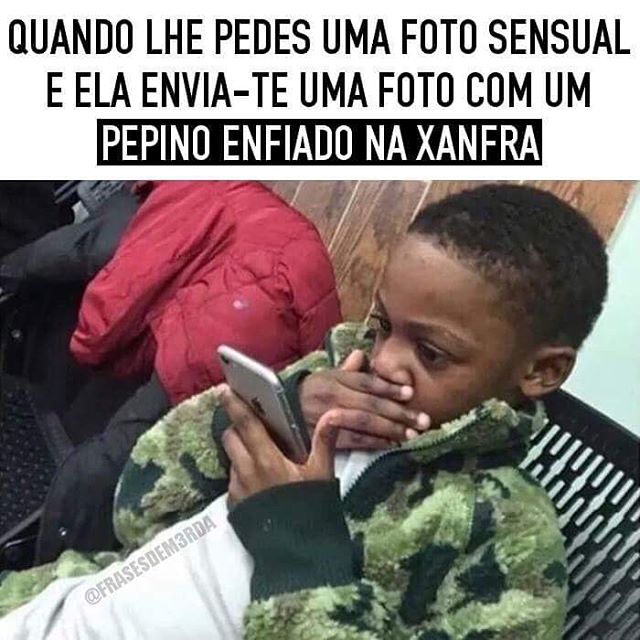 QUANDO LHE PEDES UMA FOTO SENSUAL
E ELA ENVIA-TE UMA FOTO COM UM
PEPINO ENFIADO NA XANFRA
@FRASESDEM3RDA